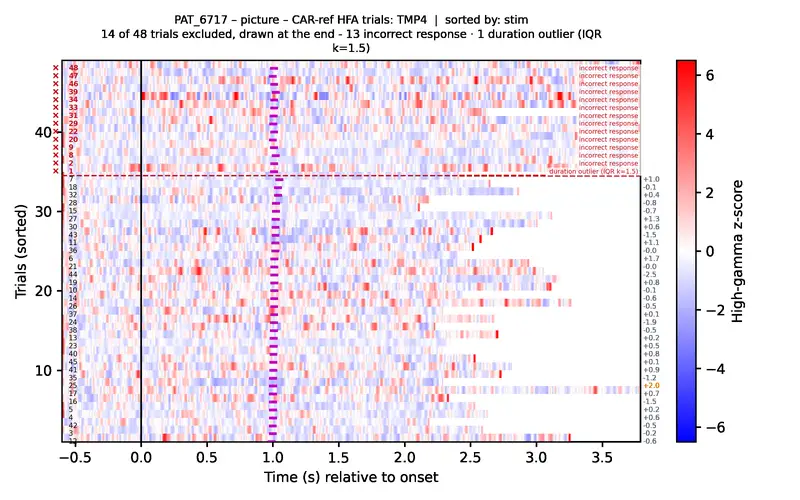 PAT_6717 – picture – CAR-ref HFA trials: TMP4 | sorted by: stim
14 of 48 trials excluded, drawn at the end - 13 incorrect response · 1 duration outlier (IQR
k=1.5)
× 48 incorrect response
× 47 incorrect response
× 46 incorrect response
× 39 incorrect response
× 34 incorrect response
× 33 incorrect response
× 31 incorrect response
× 29 incorrect response
× 22 incorrect response
× 20 incorrect response
× 9 incorrect response
× 8 incorrect response
× 2 incorrect response
× 1 duration outlier (IQR k=1.5)
7 +1.0
18 -0.1
32 +0.4
28 -0.8
15 -0.7
27 +1.3
30 +0.6
43 -1.5
11 +1.1
36 -0.0
6 +1.7
21 -0.0
44 -2.5
19 +0.8
10 -0.1
14 -0.6
26 -0.5
37 +0.1
24 -1.9
38 -0.5
13 +0.2
23 +0.5
40 +0.8
45 +0.1
41 +0.9
35 -1.2
25 +2.0
17 +0.7
16 -1.5
5 +0.2
4 +0.6
42 -0.5
3 -0.2
12 -0.6
40
30
20
10
Trials (sorted)
−0.5 0.0 0.5 1.0 1.5 2.0 2.5 3.0 3.5
Time (s) relative to onset
6
4
2
0
−2
−4
−6
High-gamma z-score